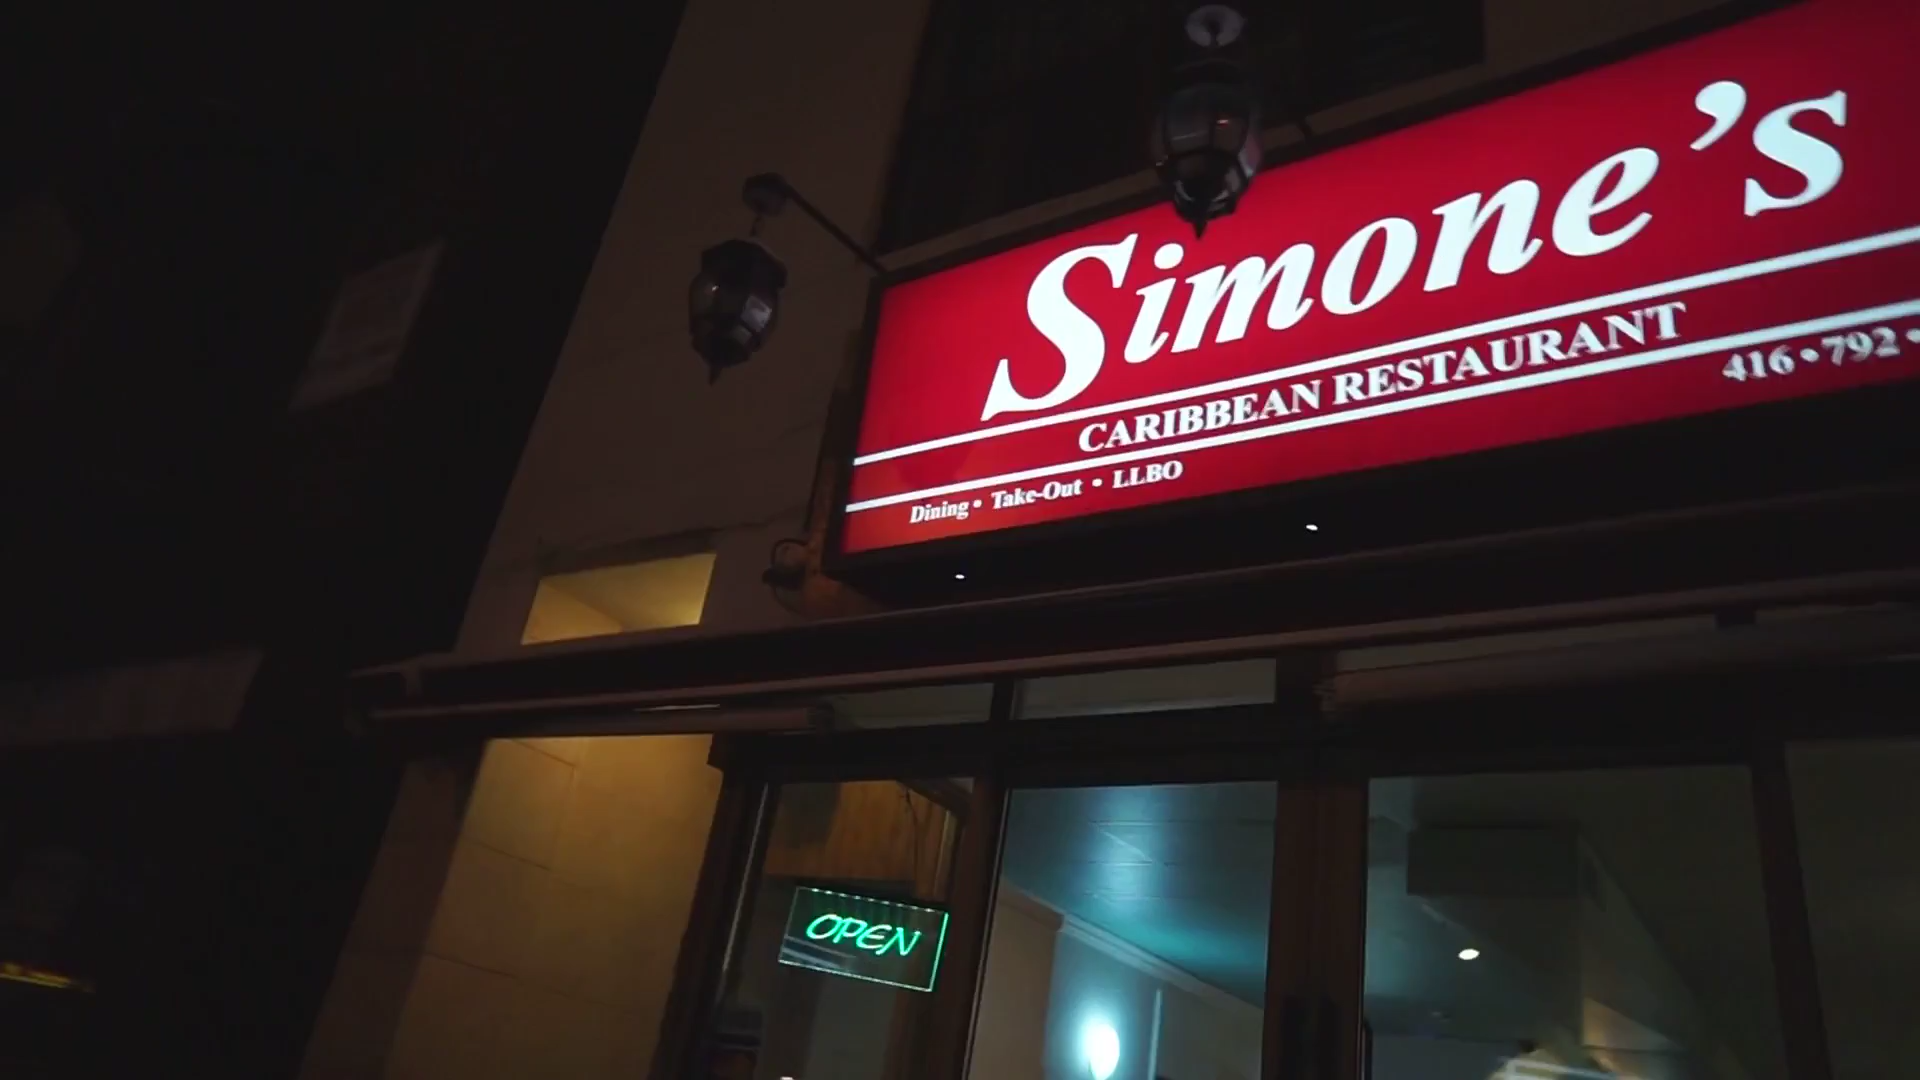 Simone's
CARIBBEAN RESTAURANT
416•792•
Dining • Take-Out • LLBO
OPEN